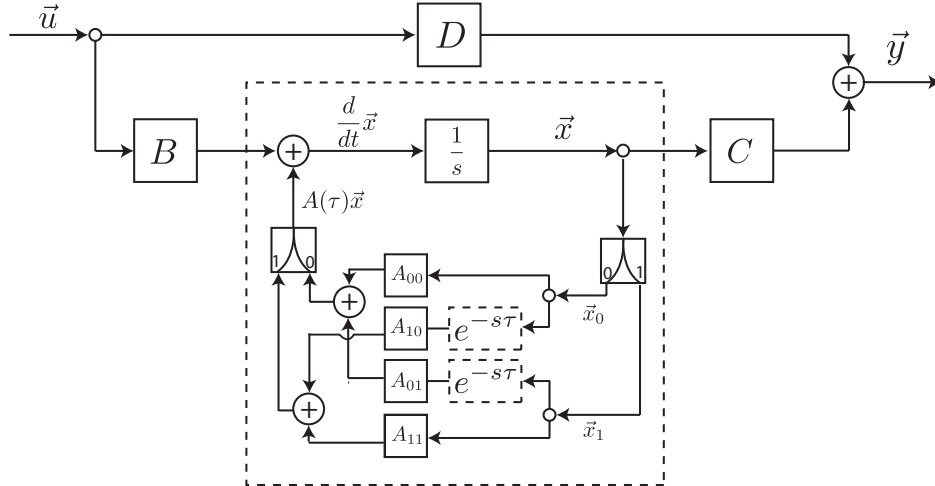 u⃗
D
y⃗
+
d/dt x⃗
x⃗
B
+
1/s
C
A(τ)x⃗
1 0
0 1
A₀₀
+
x⃗₀
A₁₀
e^{-sτ}
A₀₁
e^{-sτ}
+
A₁₁
x⃗₁